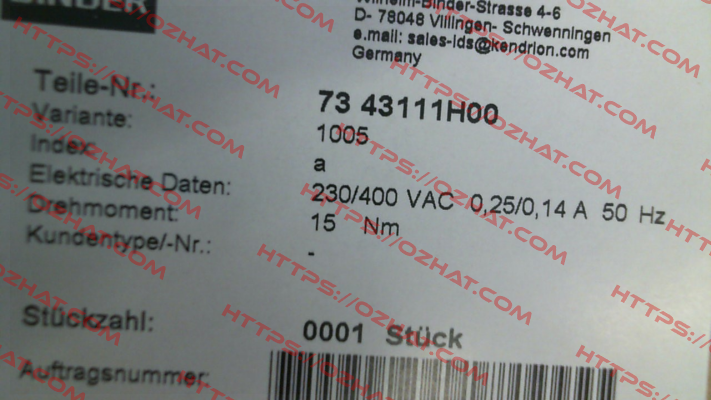 BINDER
Wilhelm-Binder-Strasse 4-6
D- 78048 Villingen- Schwenningen
e.mail: sales-ids@kendrion.com
Germany
Teile-Nr.: 73 43111H00
Variante: 1005
Index: a
Elektrische Daten: 230/400 VAC 0,25/0,14 A 50 Hz
Drehmoment: 15 Nm
Kundentype/-Nr.: -
Stückzahl: 0001 Stück
Auftragsnummer:
HTTPS://OZHAT.COM